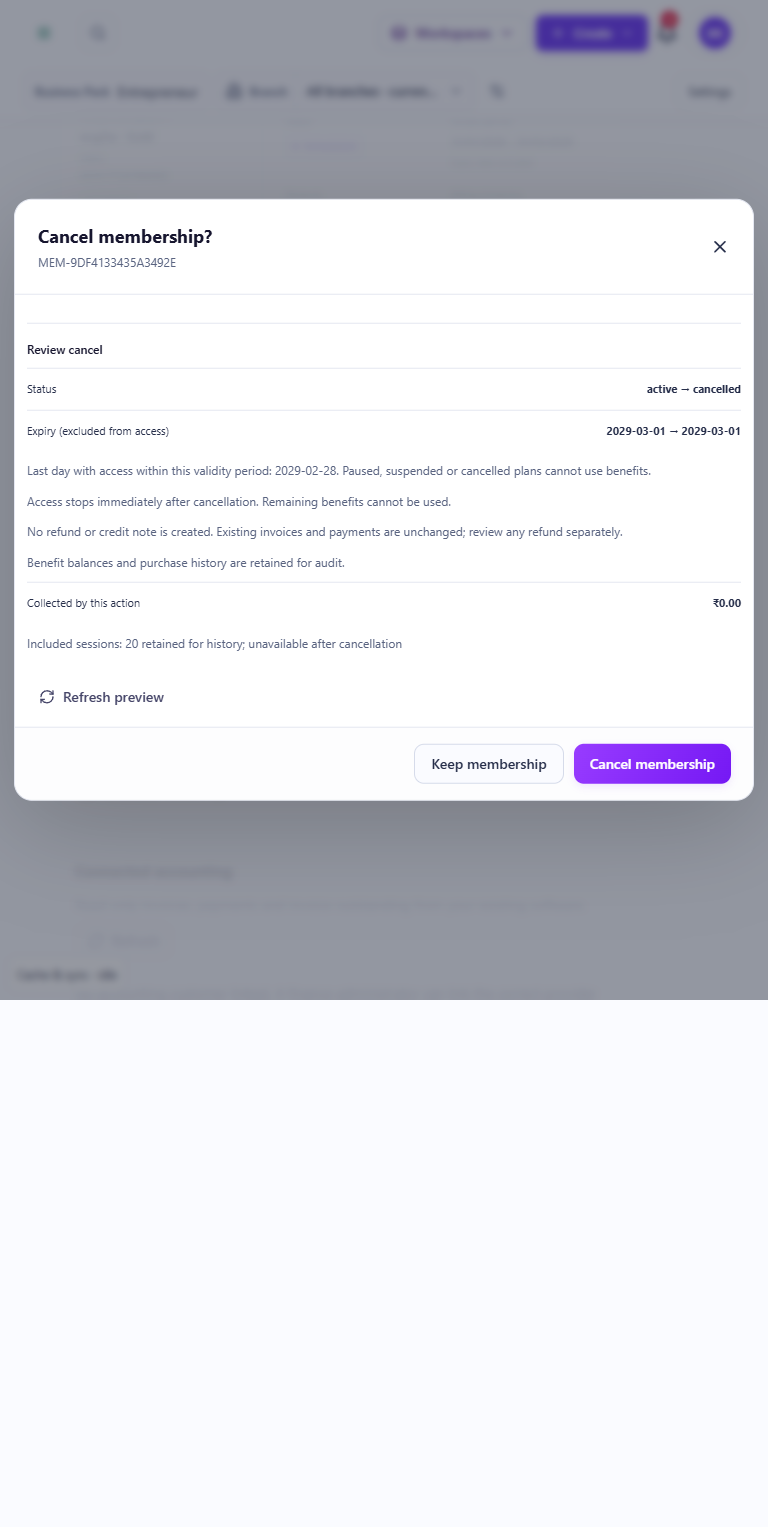 Workspaces
Create
Settings
Cancel membership?
MEM-9DF4133435A3492E
Review cancel
Status
active → cancelled
Expiry (excluded from access)
2029-03-01 → 2029-03-01
Last day with access within this validity period: 2029-02-28. Paused, suspended or cancelled plans cannot use benefits.
Access stops immediately after cancellation. Remaining benefits cannot be used.
No refund or credit note is created. Existing invoices and payments are unchanged; review any refund separately.
Benefit balances and purchase history are retained for audit.
Collected by this action
₹0.00
Included sessions: 20 retained for history; unavailable after cancellation
Refresh preview
Keep membership
Cancel membership